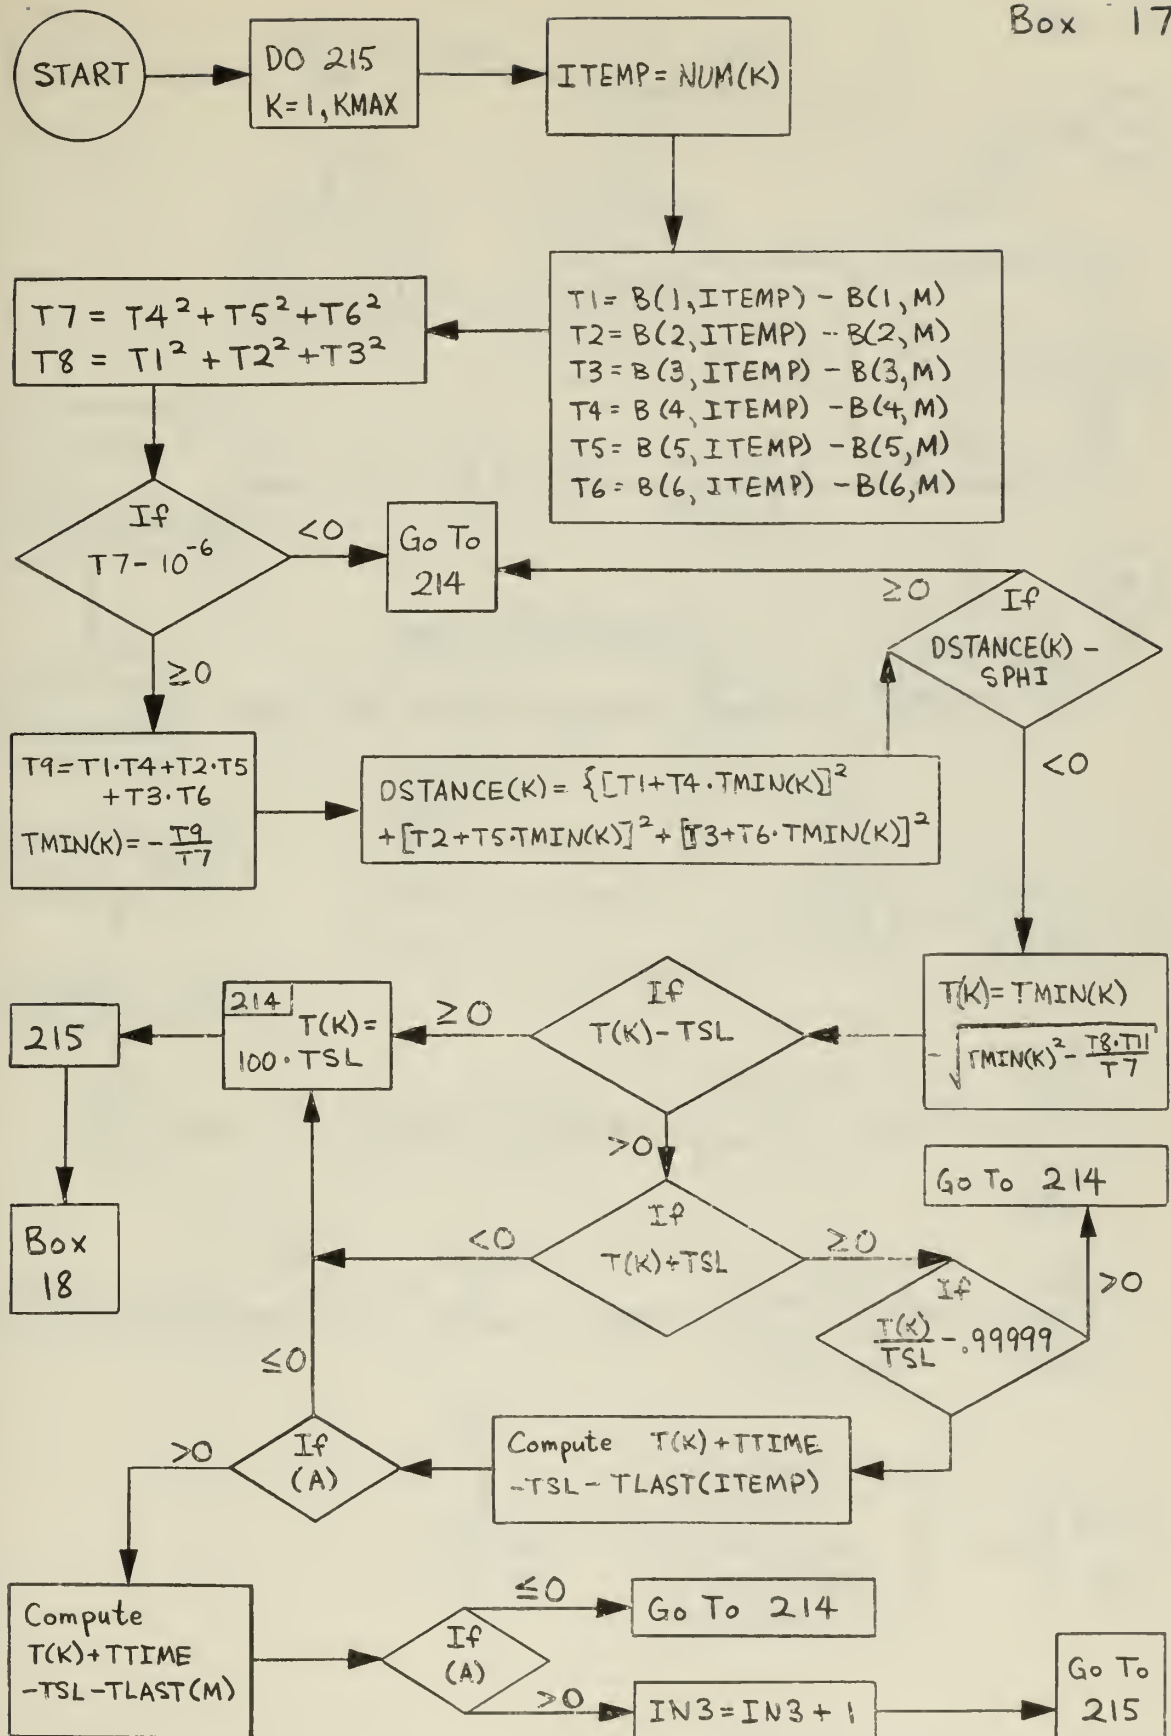 Box 17
START
DO 215
K=1, KMAX
ITEMP = NUM(K)
T1 = B(1, ITEMP) - B(1, M)
T2 = B(2, ITEMP) - B(2, M)
T3 = B(3, ITEMP) - B(3, M)
T4 = B(4, ITEMP) - B(4, M)
T5 = B(5, ITEMP) - B(5, M)
T6 = B(6, ITEMP) - B(6, M)
T7 = T4² + T5² + T6²
T8 = T1² + T2² + T3²
If
T7 - 10⁻⁶
<0
Go To
214
≥0
≥0
If
DSTANCE(K) -
SPHI
<0
T9 = T1·T4 + T2·T5
+ T3·T6
TMIN(K) = - T9/T7
DSTANCE(K) = {[T1+T4·TMIN(K)]²
+ [T2+T5·TMIN(K)]² + [T3+T6·TMIN(K)]²
T(K) = TMIN(K)
- √(TMIN(K)² - T8·T11/T7)
If
T(K) - TSL
≥0
214
T(K) =
100·TSL
215
Box
18
>0
If
T(K)+TSL
<0
≥0
If
T(K)/TSL - .99999
>0
Go To 214
Compute T(K) + TTIME
-TSL - TLAST(ITEMP)
If
(A)
≤0
>0
Compute
T(K) + TTIME
-TSL - TLAST(M)
If
(A)
≤0
Go To 214
>0
IN3 = IN3 + 1
Go To
215